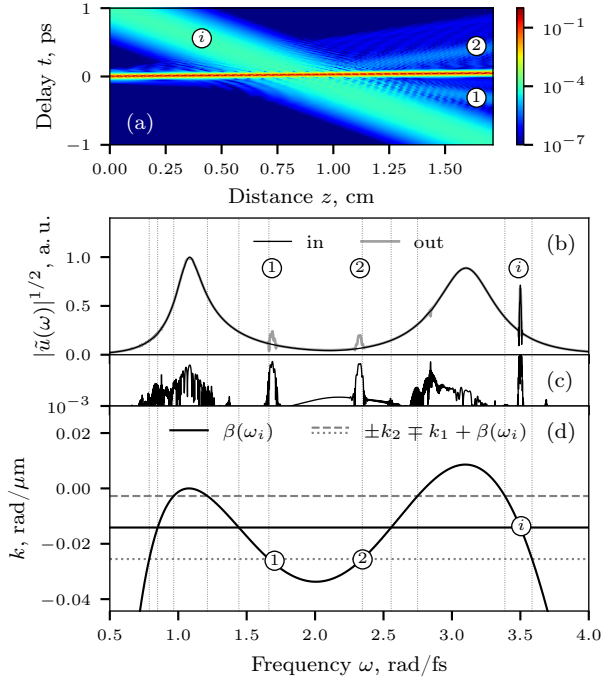 1
0
−1
Delay t, ps
i
2
1
(a)
10⁻¹
10⁻⁴
10⁻⁷
0.00 0.25 0.50 0.75 1.00 1.25 1.50
Distance z, cm
|ũ(ω)|^{1/2}, a. u.
1.0
0.5
0.0
in out (b)
1 2 i
10⁻³
(c)
k, rad/μm
0.02
0.00
−0.02
−0.04
β(ω_i) ±k₂ ∓ k₁ + β(ω_i) (d)
i
1 2
0.5 1.0 1.5 2.0 2.5 3.0 3.5 4.0
Frequency ω, rad/fs